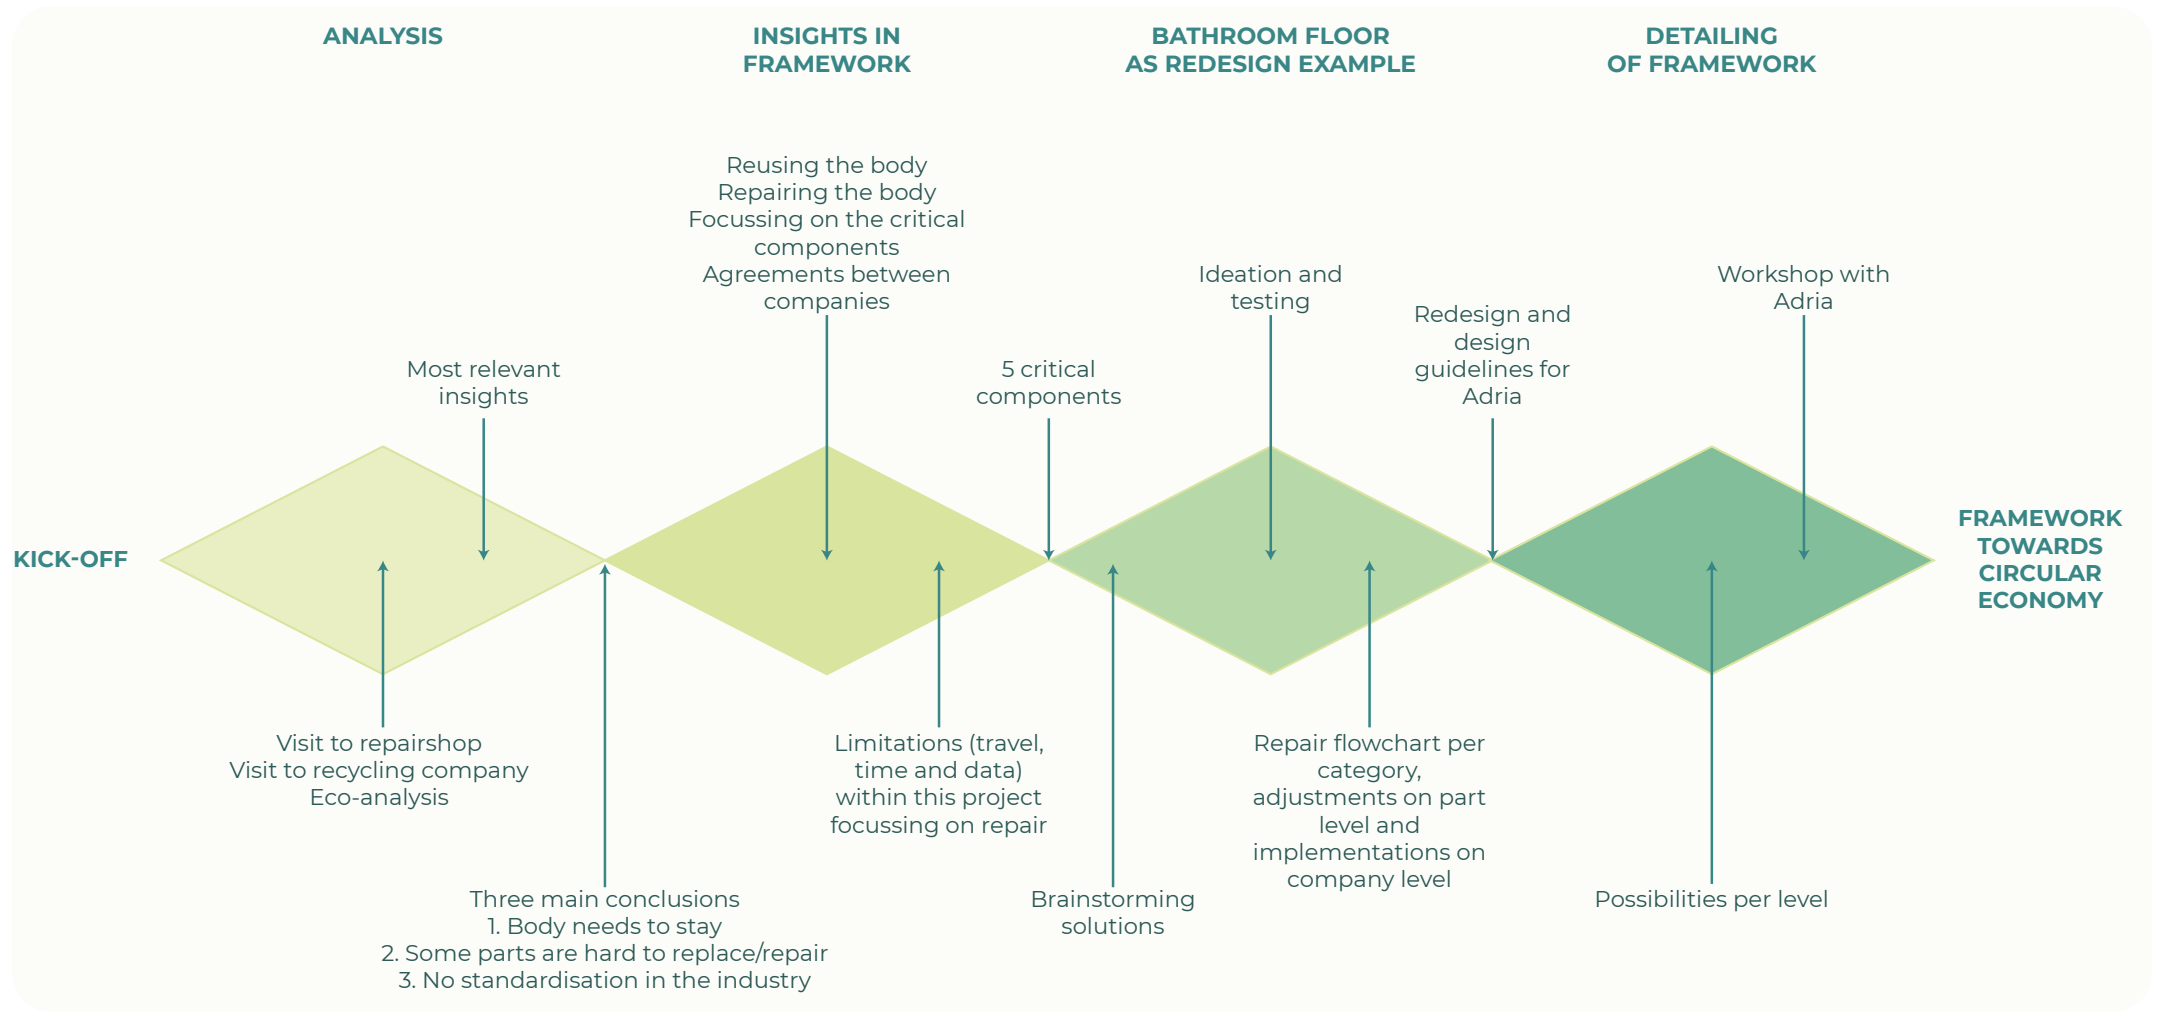 ANALYSIS
INSIGHTS IN
FRAMEWORK
BATHROOM FLOOR
AS REDESIGN EXAMPLE
DETAILING
OF FRAMEWORK
Reusing the body
Repairing the body
Focussing on the critical
components
Agreements between
companies
Ideation and
testing
Workshop with
Adria
Redesign and
design
guidelines for
Adria
Most relevant
insights
5 critical
components
KICK-OFF
FRAMEWORK
TOWARDS
CIRCULAR
ECONOMY
Visit to repairshop
Visit to recycling company
Eco-analysis
Limitations (travel,
time and data)
within this project
focussing on repair
Repair flowchart per
category,
adjustments on part
level and
implementations on
company level
Three main conclusions
1. Body needs to stay
2. Some parts are hard to replace/repair
3. No standardisation in the industry
Brainstorming
solutions
Possibilities per level